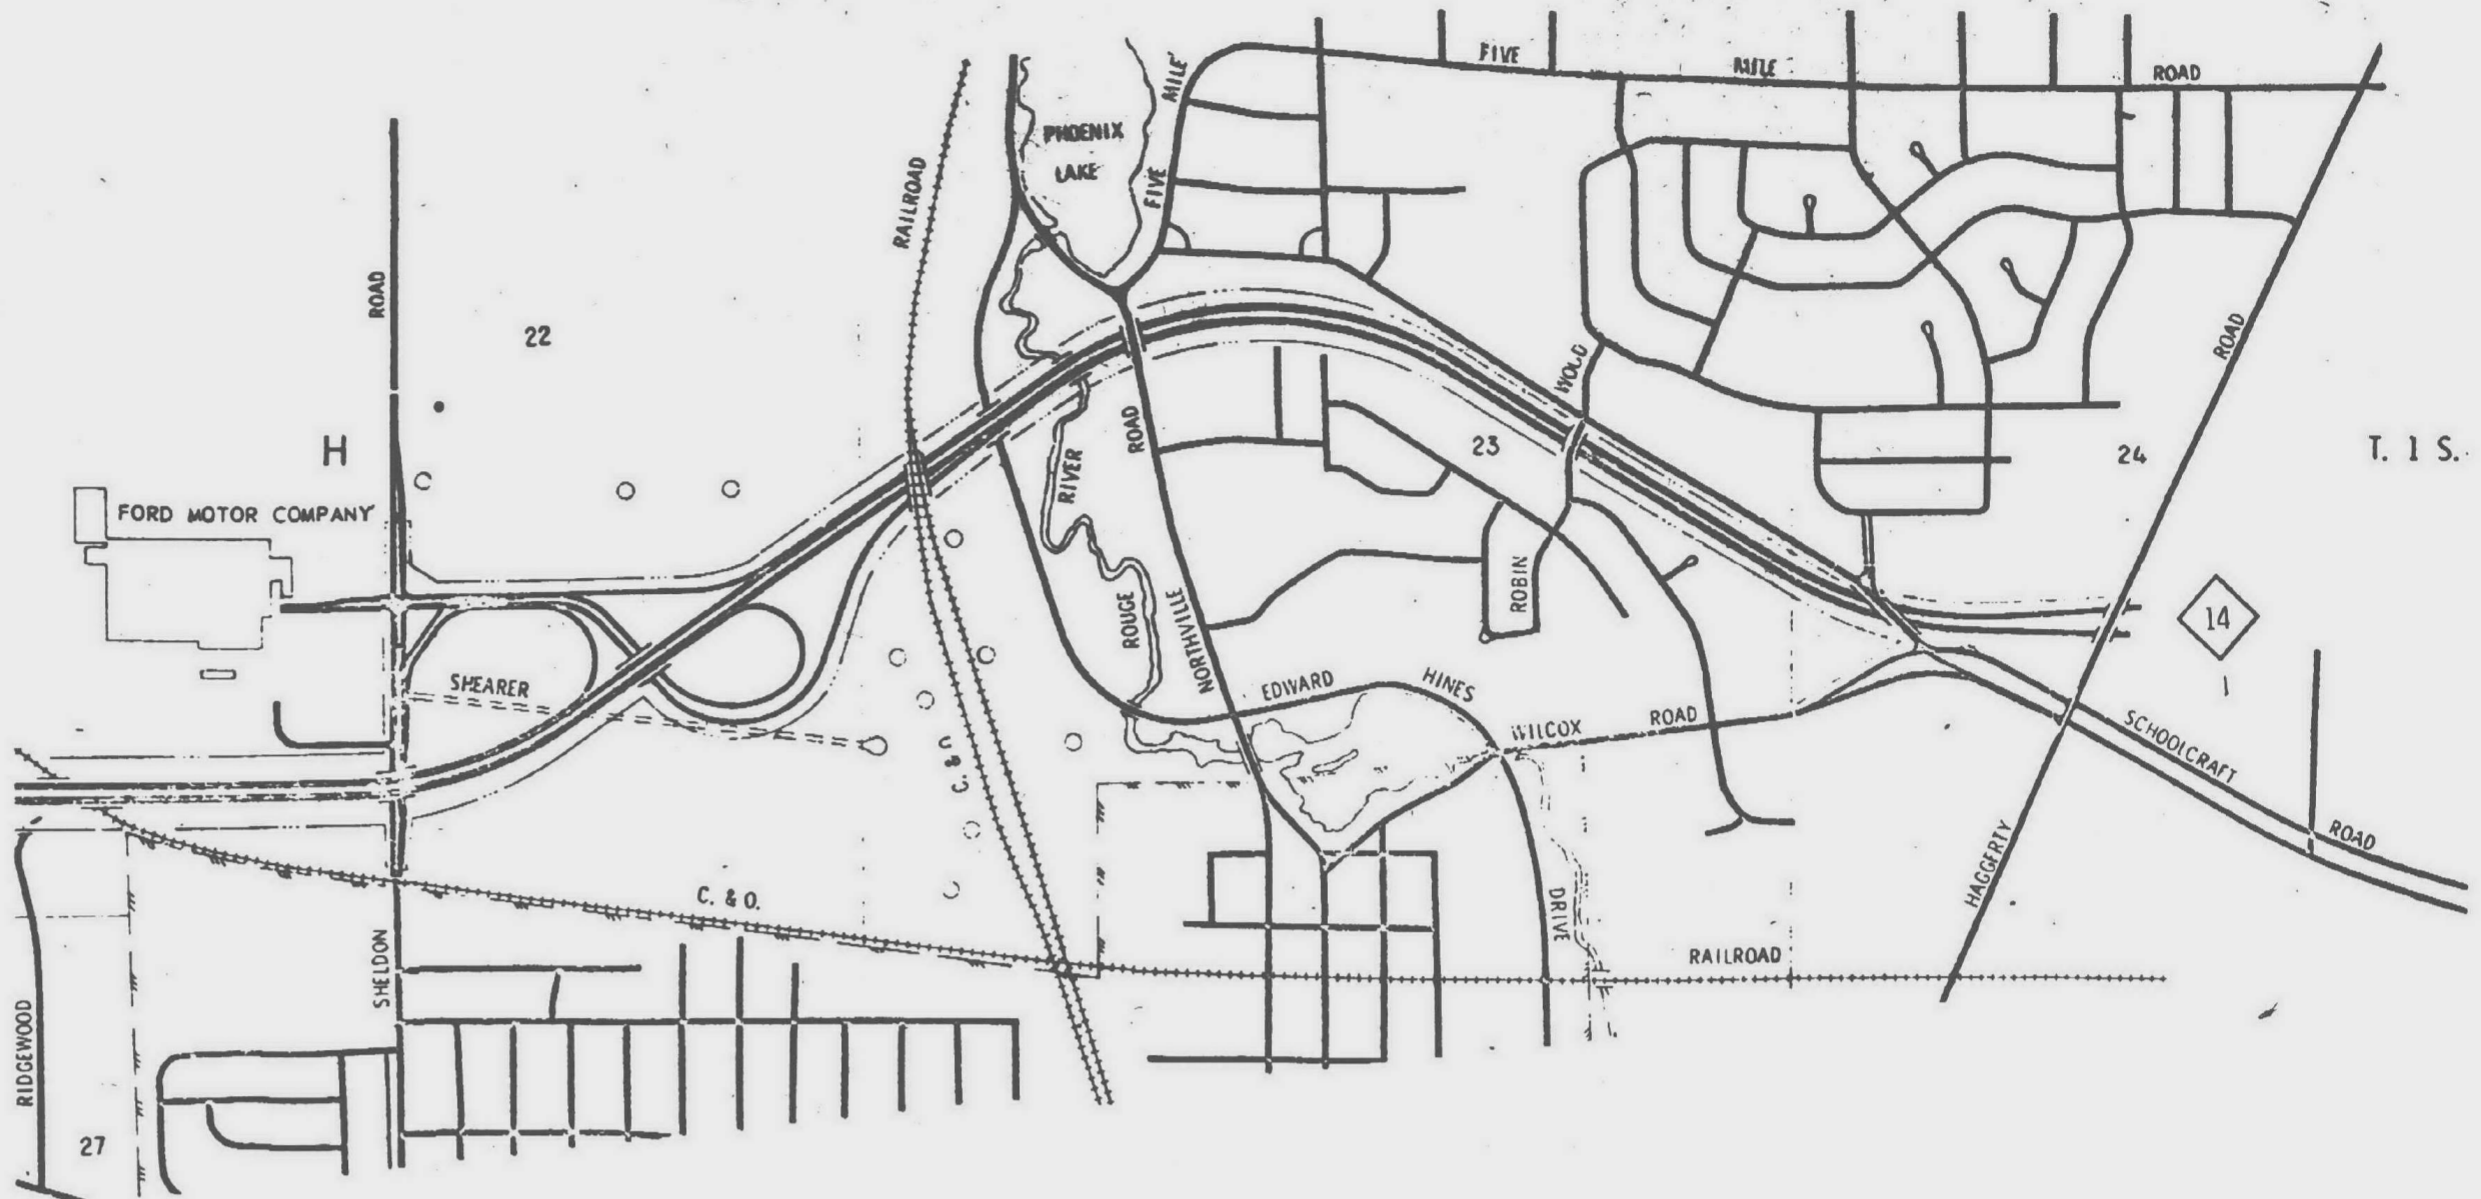 FIVE MILE ROAD
FIVE MILE
PHOENIX
LAKE
RAILROAD
ROAD
22
H
FORD MOTOR COMPANY
ROAD
WOOD
23
24
T. 1 S.
ROAD
RIVER
ROUGE
NORTHVILLE
ROBIN
14
SHEARER
EDWARD HINES
WILCOX ROAD
SCHOOLCRAFT
ROAD
C. & O.
C. & O.
HAGGERTY
DRIVE
RAILROAD
SHELDON
RIDGEWOOD
27